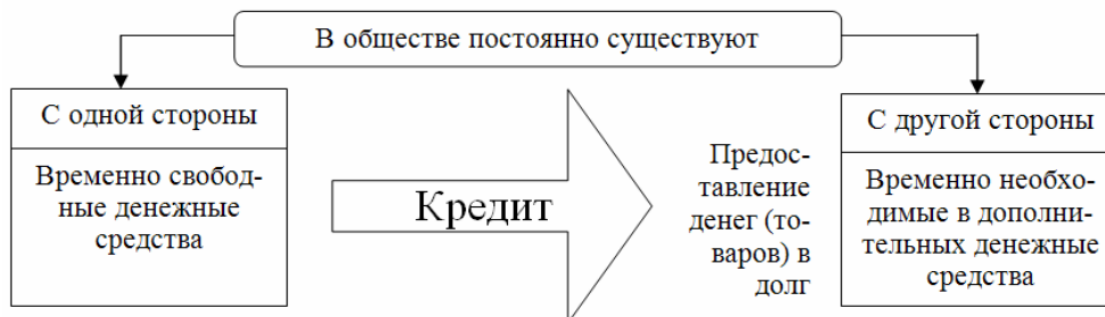 В обществе постоянно существуют
С одной стороны
Временно свобод-
ные денежные
средства
Кредит
Предос-
тавление
денег (то-
варов) в
долг
С другой стороны
Временно необхо-
димые в дополни-
тельных денежные
средства